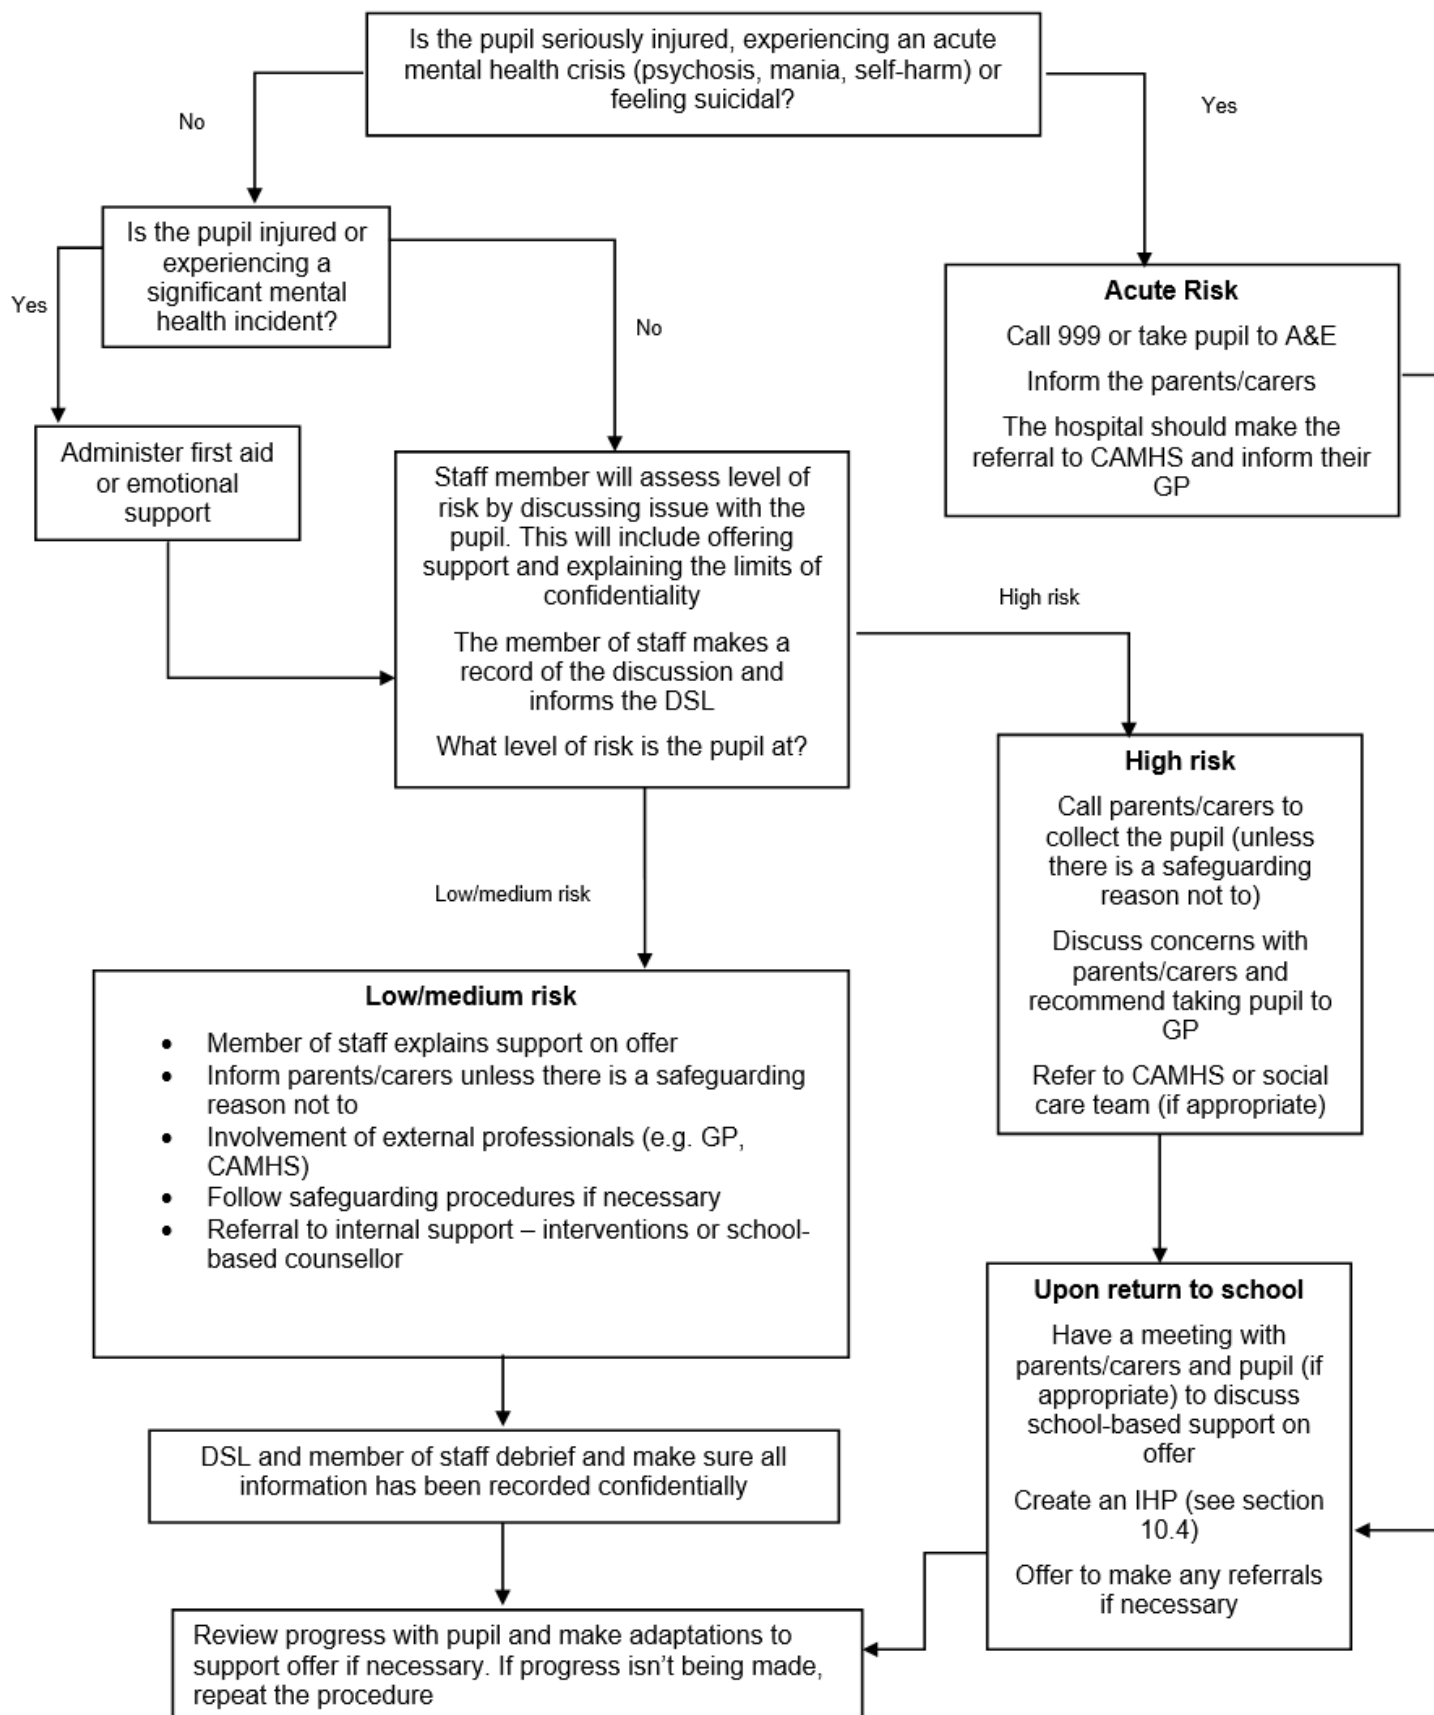 Is the pupil seriously injured, experiencing an acute
mental health crisis (psychosis, mania, self-harm) or
feeling suicidal?
No
Yes
Is the pupil injured or
experiencing a
significant mental
health incident?
Yes
No
Acute Risk
Call 999 or take pupil to A&E
Inform the parents/carers
The hospital should make the
referral to CAMHS and inform their
GP
Administer first aid
or emotional
support
Staff member will assess level of
risk by discussing issue with the
pupil. This will include offering
support and explaining the limits of
confidentiality
The member of staff makes a
record of the discussion and
informs the DSL
What level of risk is the pupil at?
High risk
High risk
Call parents/carers to
collect the pupil (unless
there is a safeguarding
reason not to)
Discuss concerns with
parents/carers and
recommend taking pupil to
GP
Refer to CAMHS or social
care team (if appropriate)
Low/medium risk
Low/medium risk
• Member of staff explains support on offer
• Inform parents/carers unless there is a safeguarding
reason not to
• Involvement of external professionals (e.g. GP,
CAMHS)
• Follow safeguarding procedures if necessary
• Referral to internal support – interventions or school-
based counsellor
Upon return to school
Have a meeting with
parents/carers and pupil (if
appropriate) to discuss
school-based support on
offer
Create an IHP (see section
10.4)
Offer to make any referrals
if necessary
DSL and member of staff debrief and make sure all
information has been recorded confidentially
Review progress with pupil and make adaptations to
support offer if necessary. If progress isn’t being made,
repeat the procedure